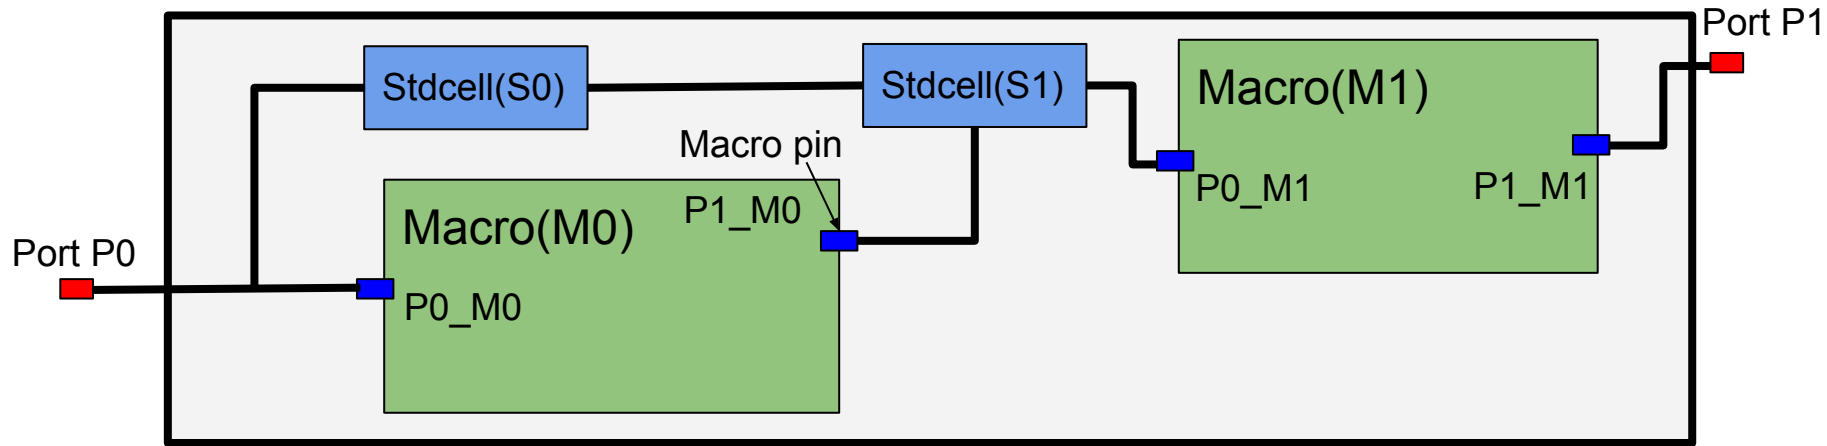 Port P1
Stdcell(S0)
Stdcell(S1)
Macro(M1)
Macro pin
P0_M1
P1_M1
P1_M0
Macro(M0)
Port P0
P0_M0